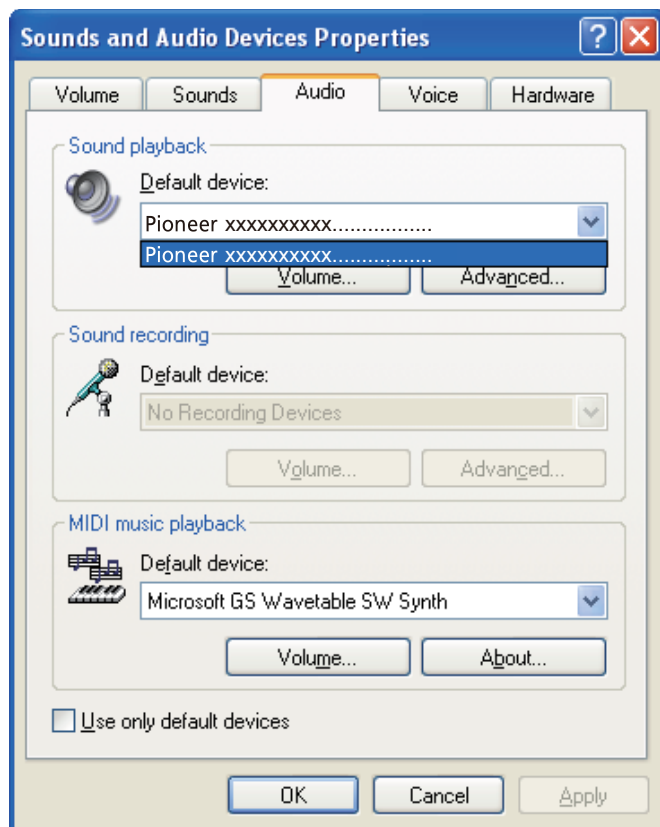 Sounds and Audio Devices Properties
Volume Sounds Audio Voice Hardware
Sound playback
Default device:
Pioneer xxxxxxxxxx.................
Pioneer xxxxxxxxxx.................
Volume... Advanced...
Sound recording
Default device:
No Recording Devices
Volume... Advanced...
MIDI music playback
Default device:
Microsoft GS Wavetable SW Synth
Volume... About...
Use only default devices
OK Cancel Apply